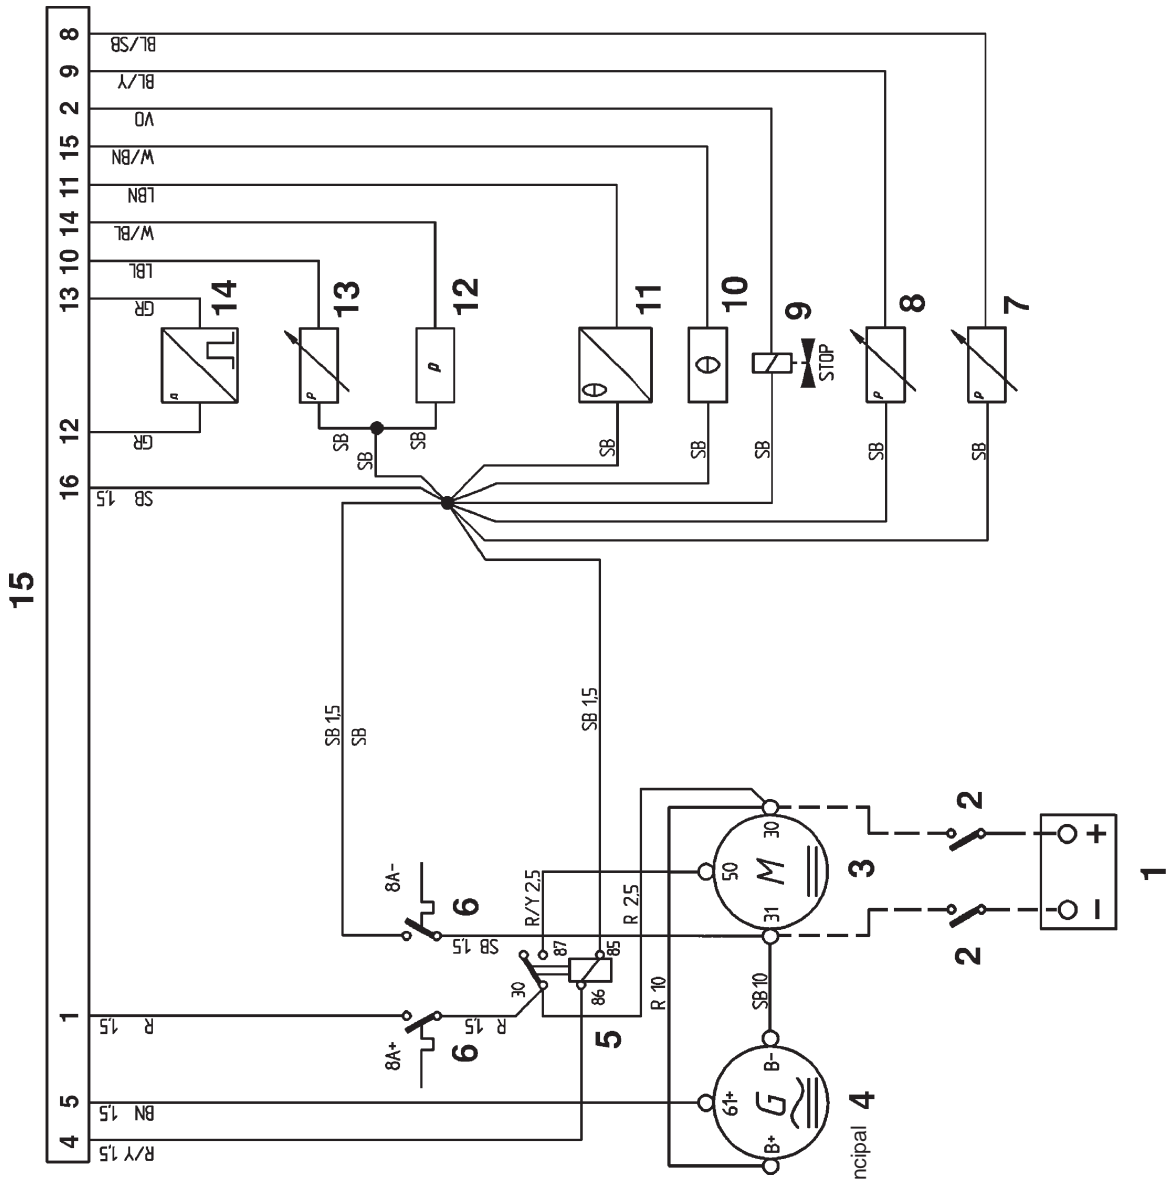 15
8
BL/SB
9
BL/Y
2
VO
15
W/BN
11
LBN
14
W/BL
10
LBL
13
GR
12
GR
16
SB 1,5
1
R 1,5
5
BN 1,5
4
R/Y 1,5
14
13
12
11
10
9
8
7
p
p
θ
θ
STOP
p
p
SB
SB
SB
SB
SB
SB
SB
SB
SB 1,5
SB
SB 1,5
8A-
6
SB 1,5
8A+
6
R 1,5
R/Y 2,5
R 2,5
30
87
85
86
5
R 10
SB 10
50
30
31
M
3
61+
B-
B+
G
4
ncipal
2
2
+
-
1